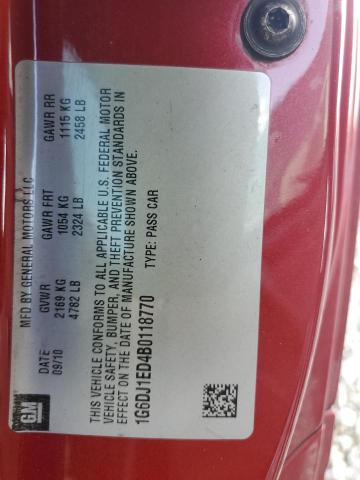 GM
MFD BY GENERAL MOTORS LLC
DATE GVWR GAWR FRT GAWR RR
09/10 2169 KG 1054 KG 1115 KG
4782 LB 2324 LB 2458 LB
THIS VEHICLE CONFORMS TO ALL APPLICABLE U.S. FEDERAL MOTOR
VEHICLE SAFETY, BUMPER, AND THEFT PREVENTION STANDARDS IN
EFFECT ON THE DATE OF MANUFACTURE SHOWN ABOVE.
1G6DJ1ED4B0118770 TYPE: PASS CAR